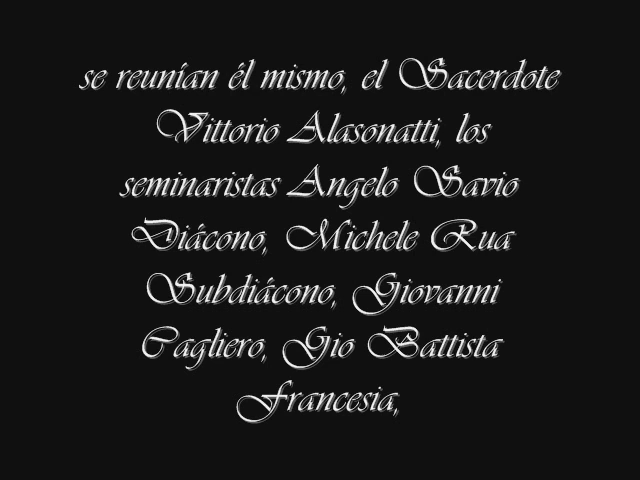 se reunían él mismo, el Sacerdote
Vittorio Alasonatti, los
seminaristas Angelo Savio
Diácono, Michele Rua
Subdiácono, Giovanni
Cagliero, Gio Battista
Francesia,